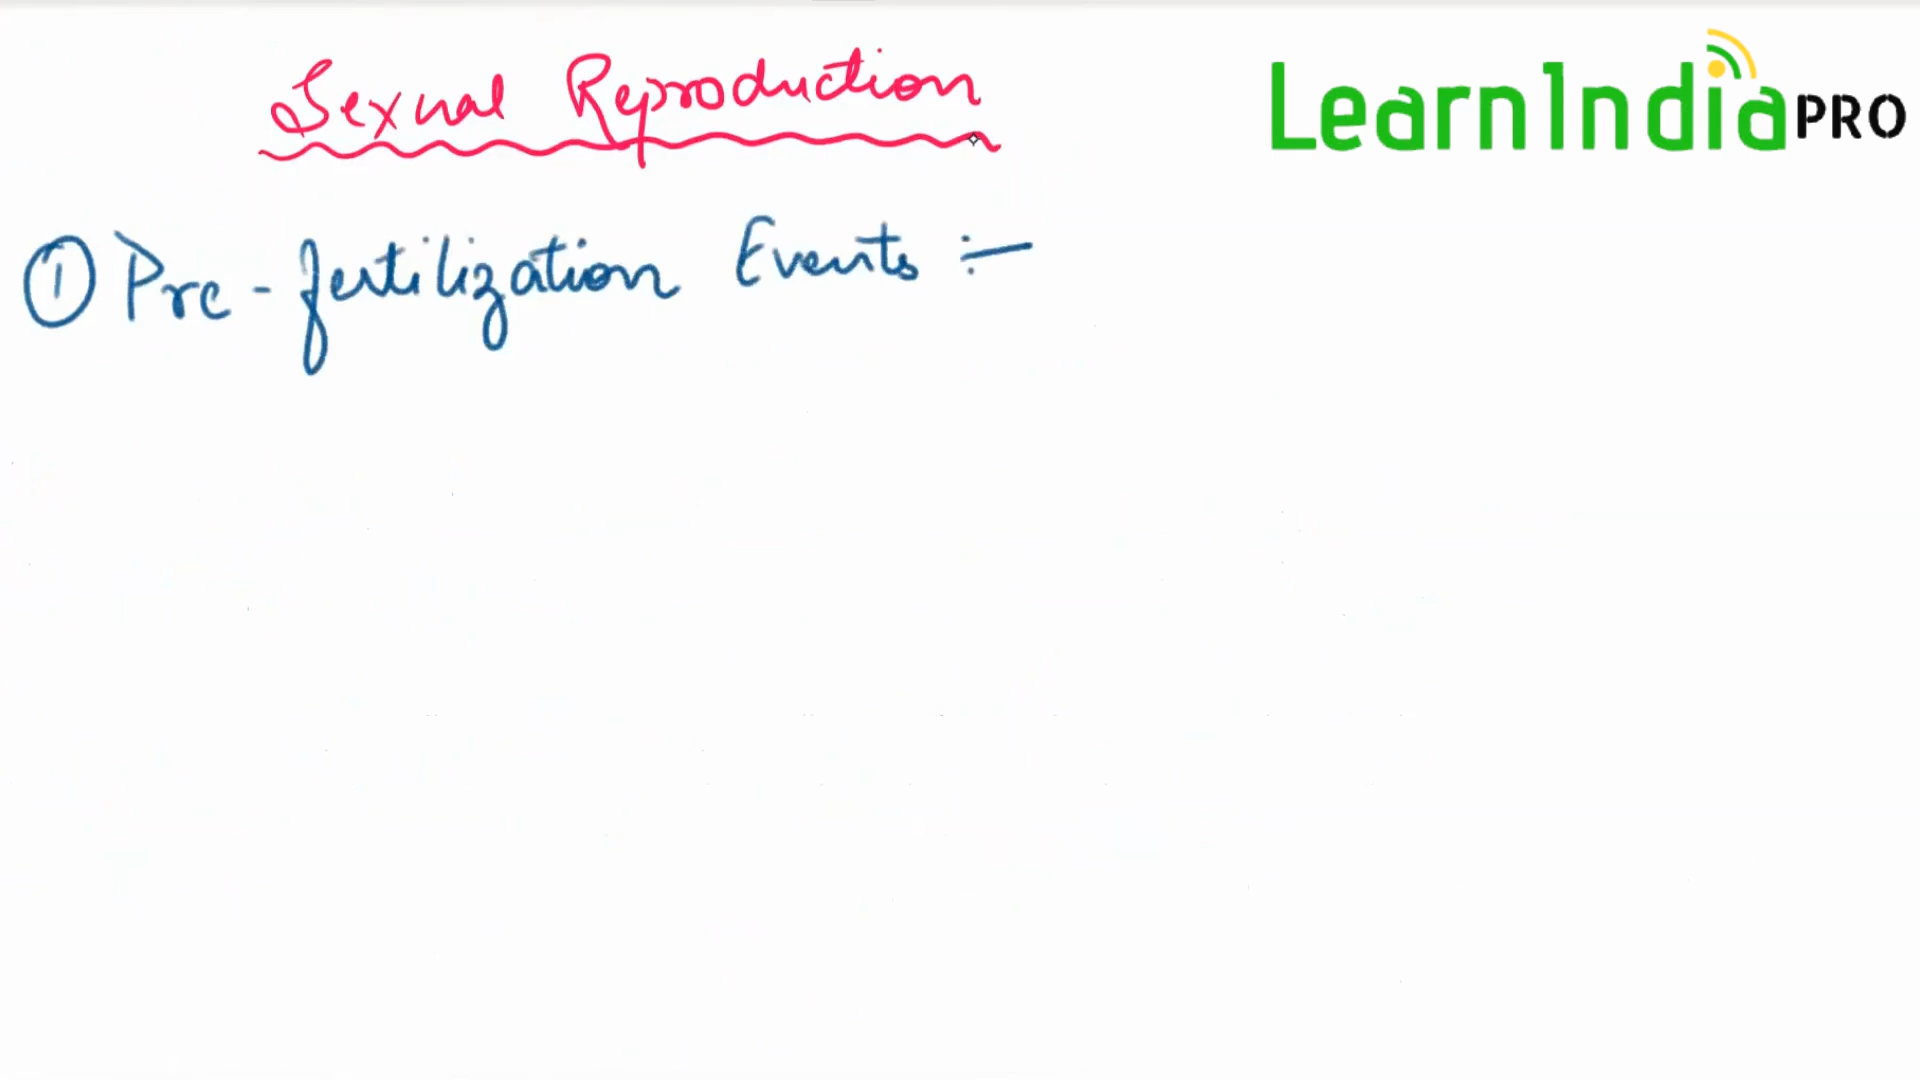 Sexual Reproduction
LearnIndia PRO
① Pre-fertilization Events :-